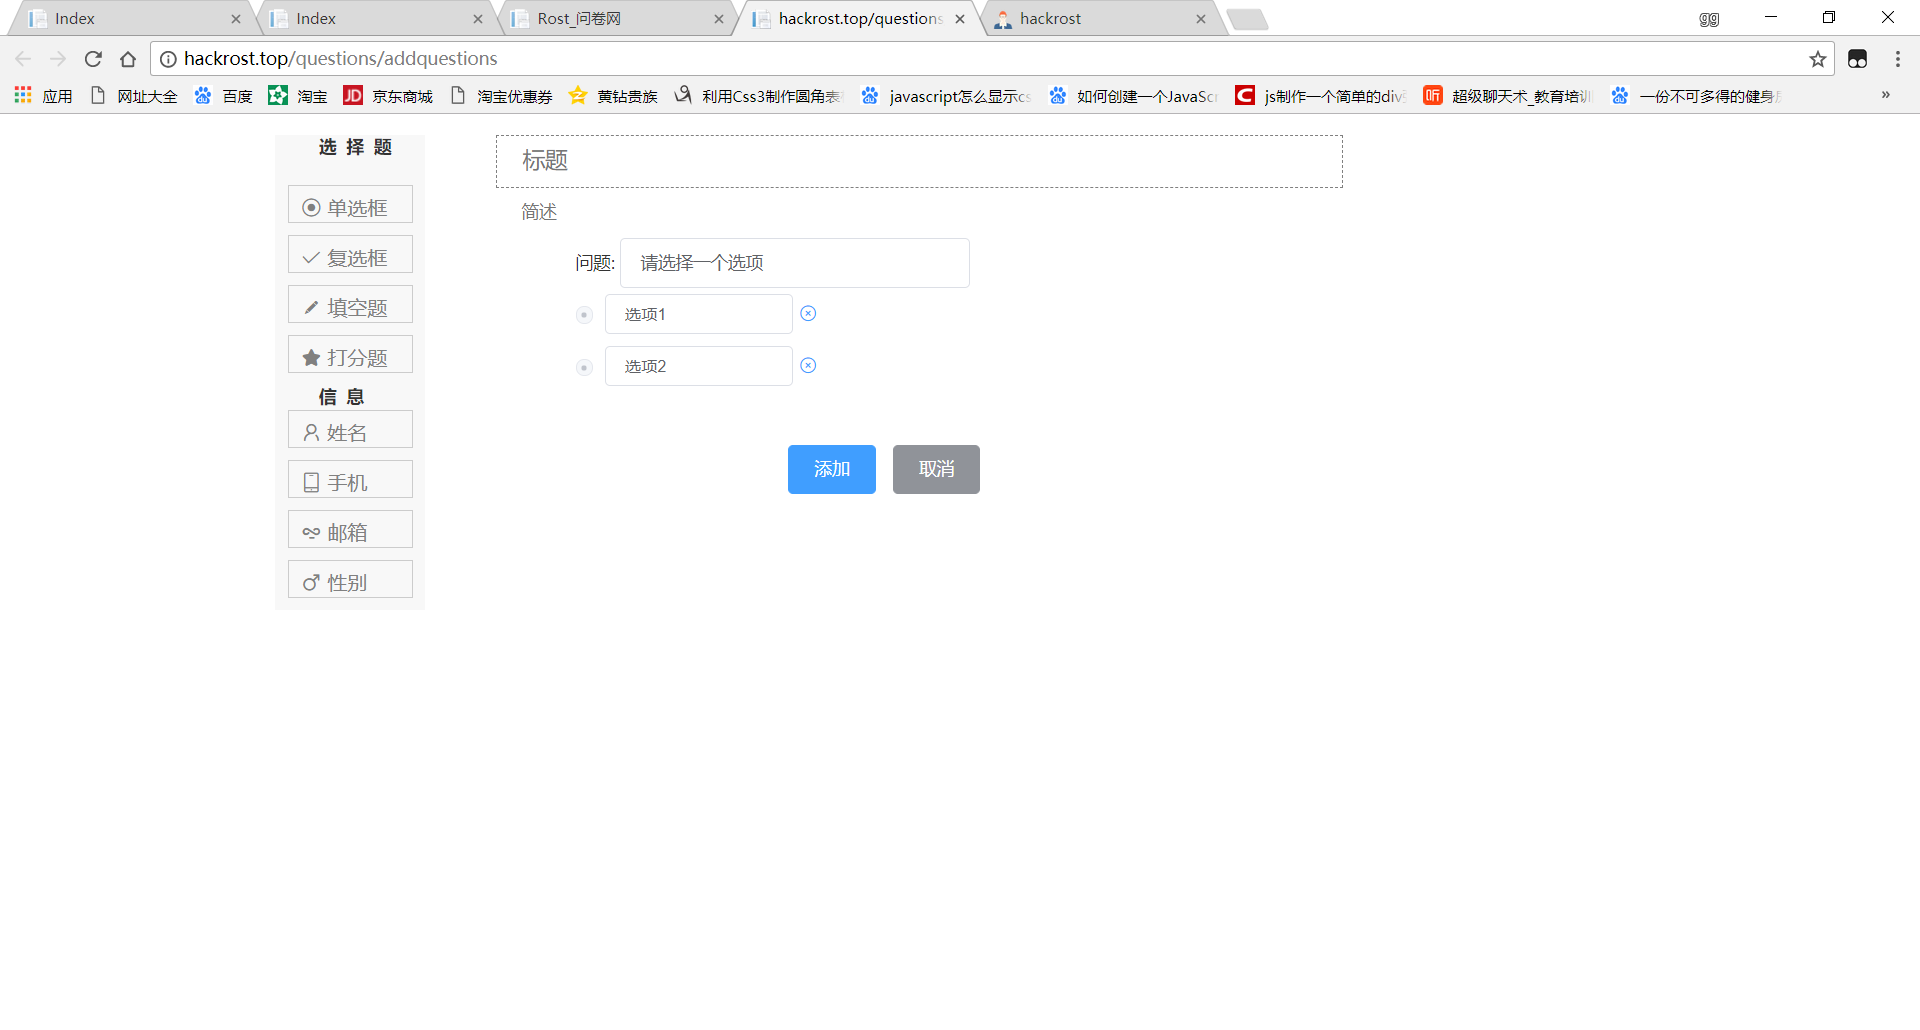 Index
Index
Rost_问卷网
hackrost.top/questions
hackrost
gg
hackrost.top/questions/addquestions
应用
网址大全
百度
淘宝
JD 京东商城
淘宝优惠券
黄钻贵族
利用Css3制作圆角表
javascript怎么显示cs
如何创建一个JavaSc
js制作一个简单的div
听 超级聊天术_教育培训
一份不可多得的健身
»
选 择 题
单选框
复选框
填空题
打分题
信 息
姓名
手机
邮箱
性别
标题
简述
问题: 请选择一个选项
选项1
选项2
添加 取消